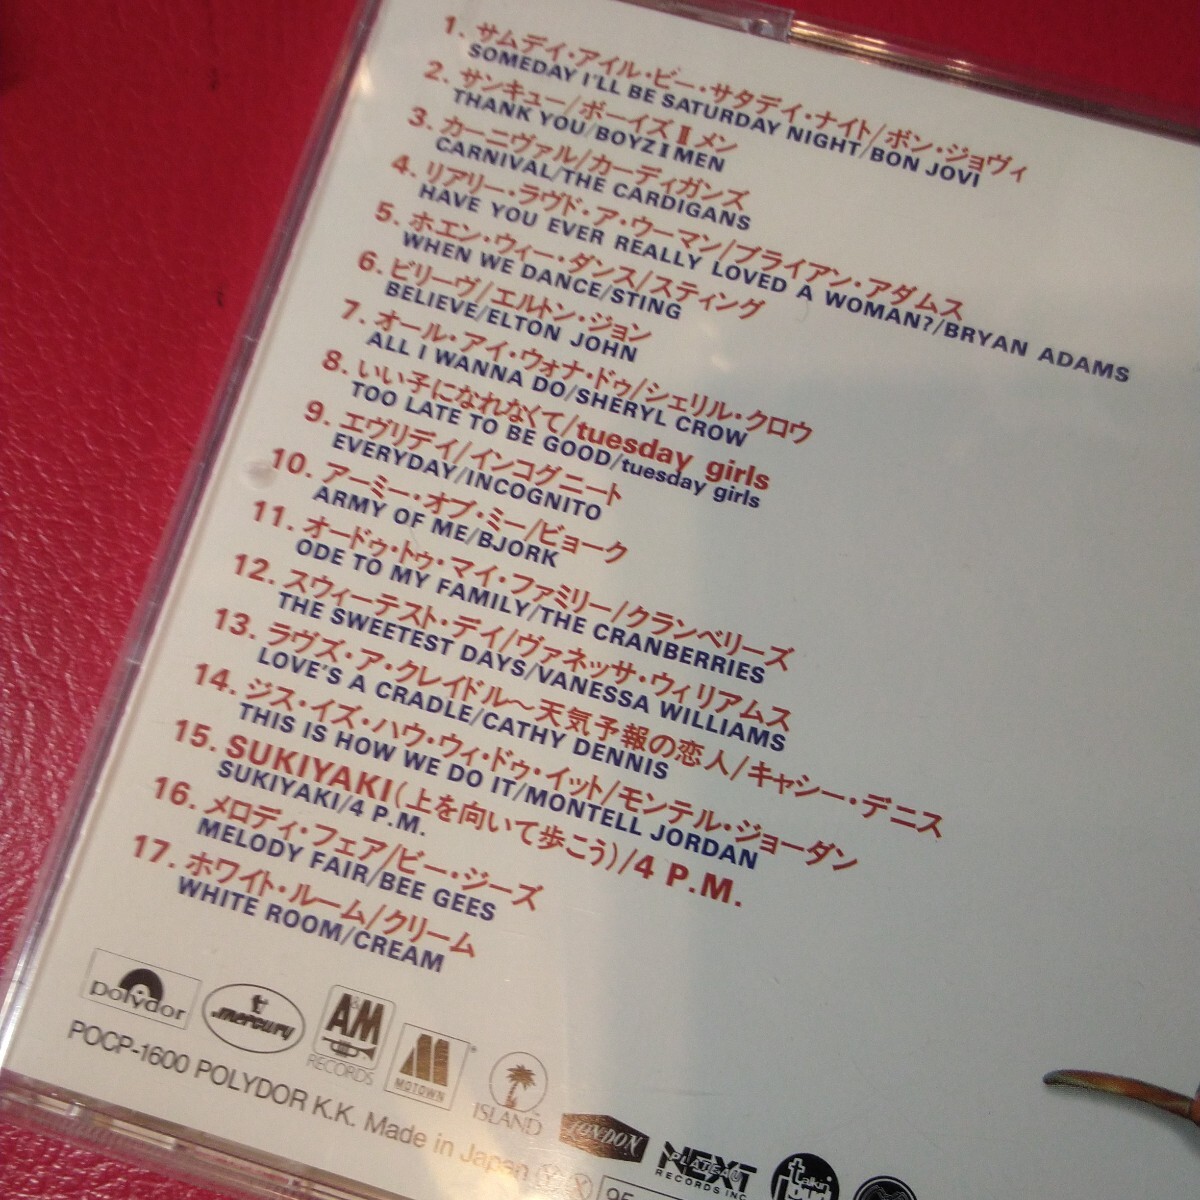 1. サムデイ・アイル・ビー・サタデイ・ナイト/ボン・ジョヴィ
SOMEDAY I'LL BE SATURDAY NIGHT/BON JOVI
2. サンキュー/ボーイズⅡメン
THANK YOU/BOYZⅡMEN
3. カーニヴァル/カーディガンズ
CARNIVAL/THE CARDIGANS
4. リアリー・ラヴド・ア・ウーマン/ブライアン・アダムス
HAVE YOU EVER REALLY LOVED A WOMAN?/BRYAN ADAMS
5. ホエン・ウィー・ダンス/スティング
WHEN WE DANCE/STING
6. ビリーヴ/エルトン・ジョン
BELIEVE/ELTON JOHN
7. オール・アイ・ウォナ・ドゥ/シェリル・クロウ
ALL I WANNA DO/SHERYL CROW
8. いい子になれなくて/tuesday girls
TOO LATE TO BE GOOD/tuesday girls
9. エヴリデイ/インコグニート
EVERYDAY/INCOGNITO
10. アーミー・オブ・ミー/ビョーク
ARMY OF ME/BJORK
11. オードゥ・トゥ・マイ・ファミリー/クランベリーズ
ODE TO MY FAMILY/THE CRANBERRIES
12. スウィーテスト・デイ/ヴァネッサ・ウィリアムス
THE SWEETEST DAYS/VANESSA WILLIAMS
13. ラヴズ・ア・クレイドル〜天気予報の恋人/キャシー・デニス
LOVE'S A CRADLE/CATHY DENNIS
14. ジス・イズ・ハウ・ウィ・ドゥ・イット/モンテル・ジョーダン
THIS IS HOW WE DO IT/MONTELL JORDAN
15. SUKIYAKI(上を向いて歩こう)/4 P.M.
SUKIYAKI/4 P.M.
16. メロディ・フェア/ビー・ジーズ
MELODY FAIR/BEE GEES
17. ホワイト・ルーム/クリーム
WHITE ROOM/CREAM
polydor
mercury
A&M RECORDS
MOTOWN
ISLAND
LONDON
NEXT PLATEAU RECORDS INC
talkin'
POCP-1600 POLYDOR K.K. Made in Japan Ⓨ Ⓧ 95